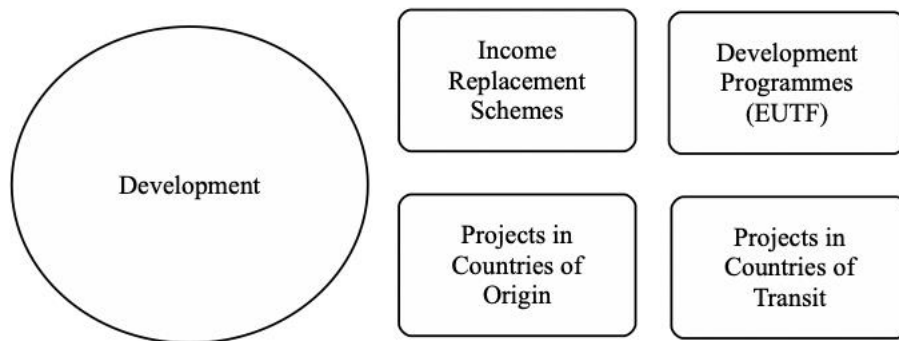 Development
Income
Replacement
Schemes
Development
Programmes
(EUTF)
Projects in
Countries of
Origin
Projects in
Countries of
Transit